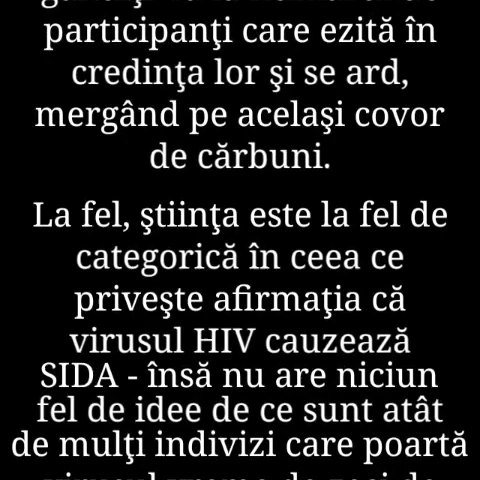 participanţi care ezită în
credinţa lor şi se ard,
mergând pe acelaşi covor
de cărbuni.
La fel, ştiinţa este la fel de
categorică în ceea ce
priveşte afirmaţia că
virusul HIV cauzează
SIDA - însă nu are niciun
fel de idee de ce sunt atât
de mulţi indivizi care poartă